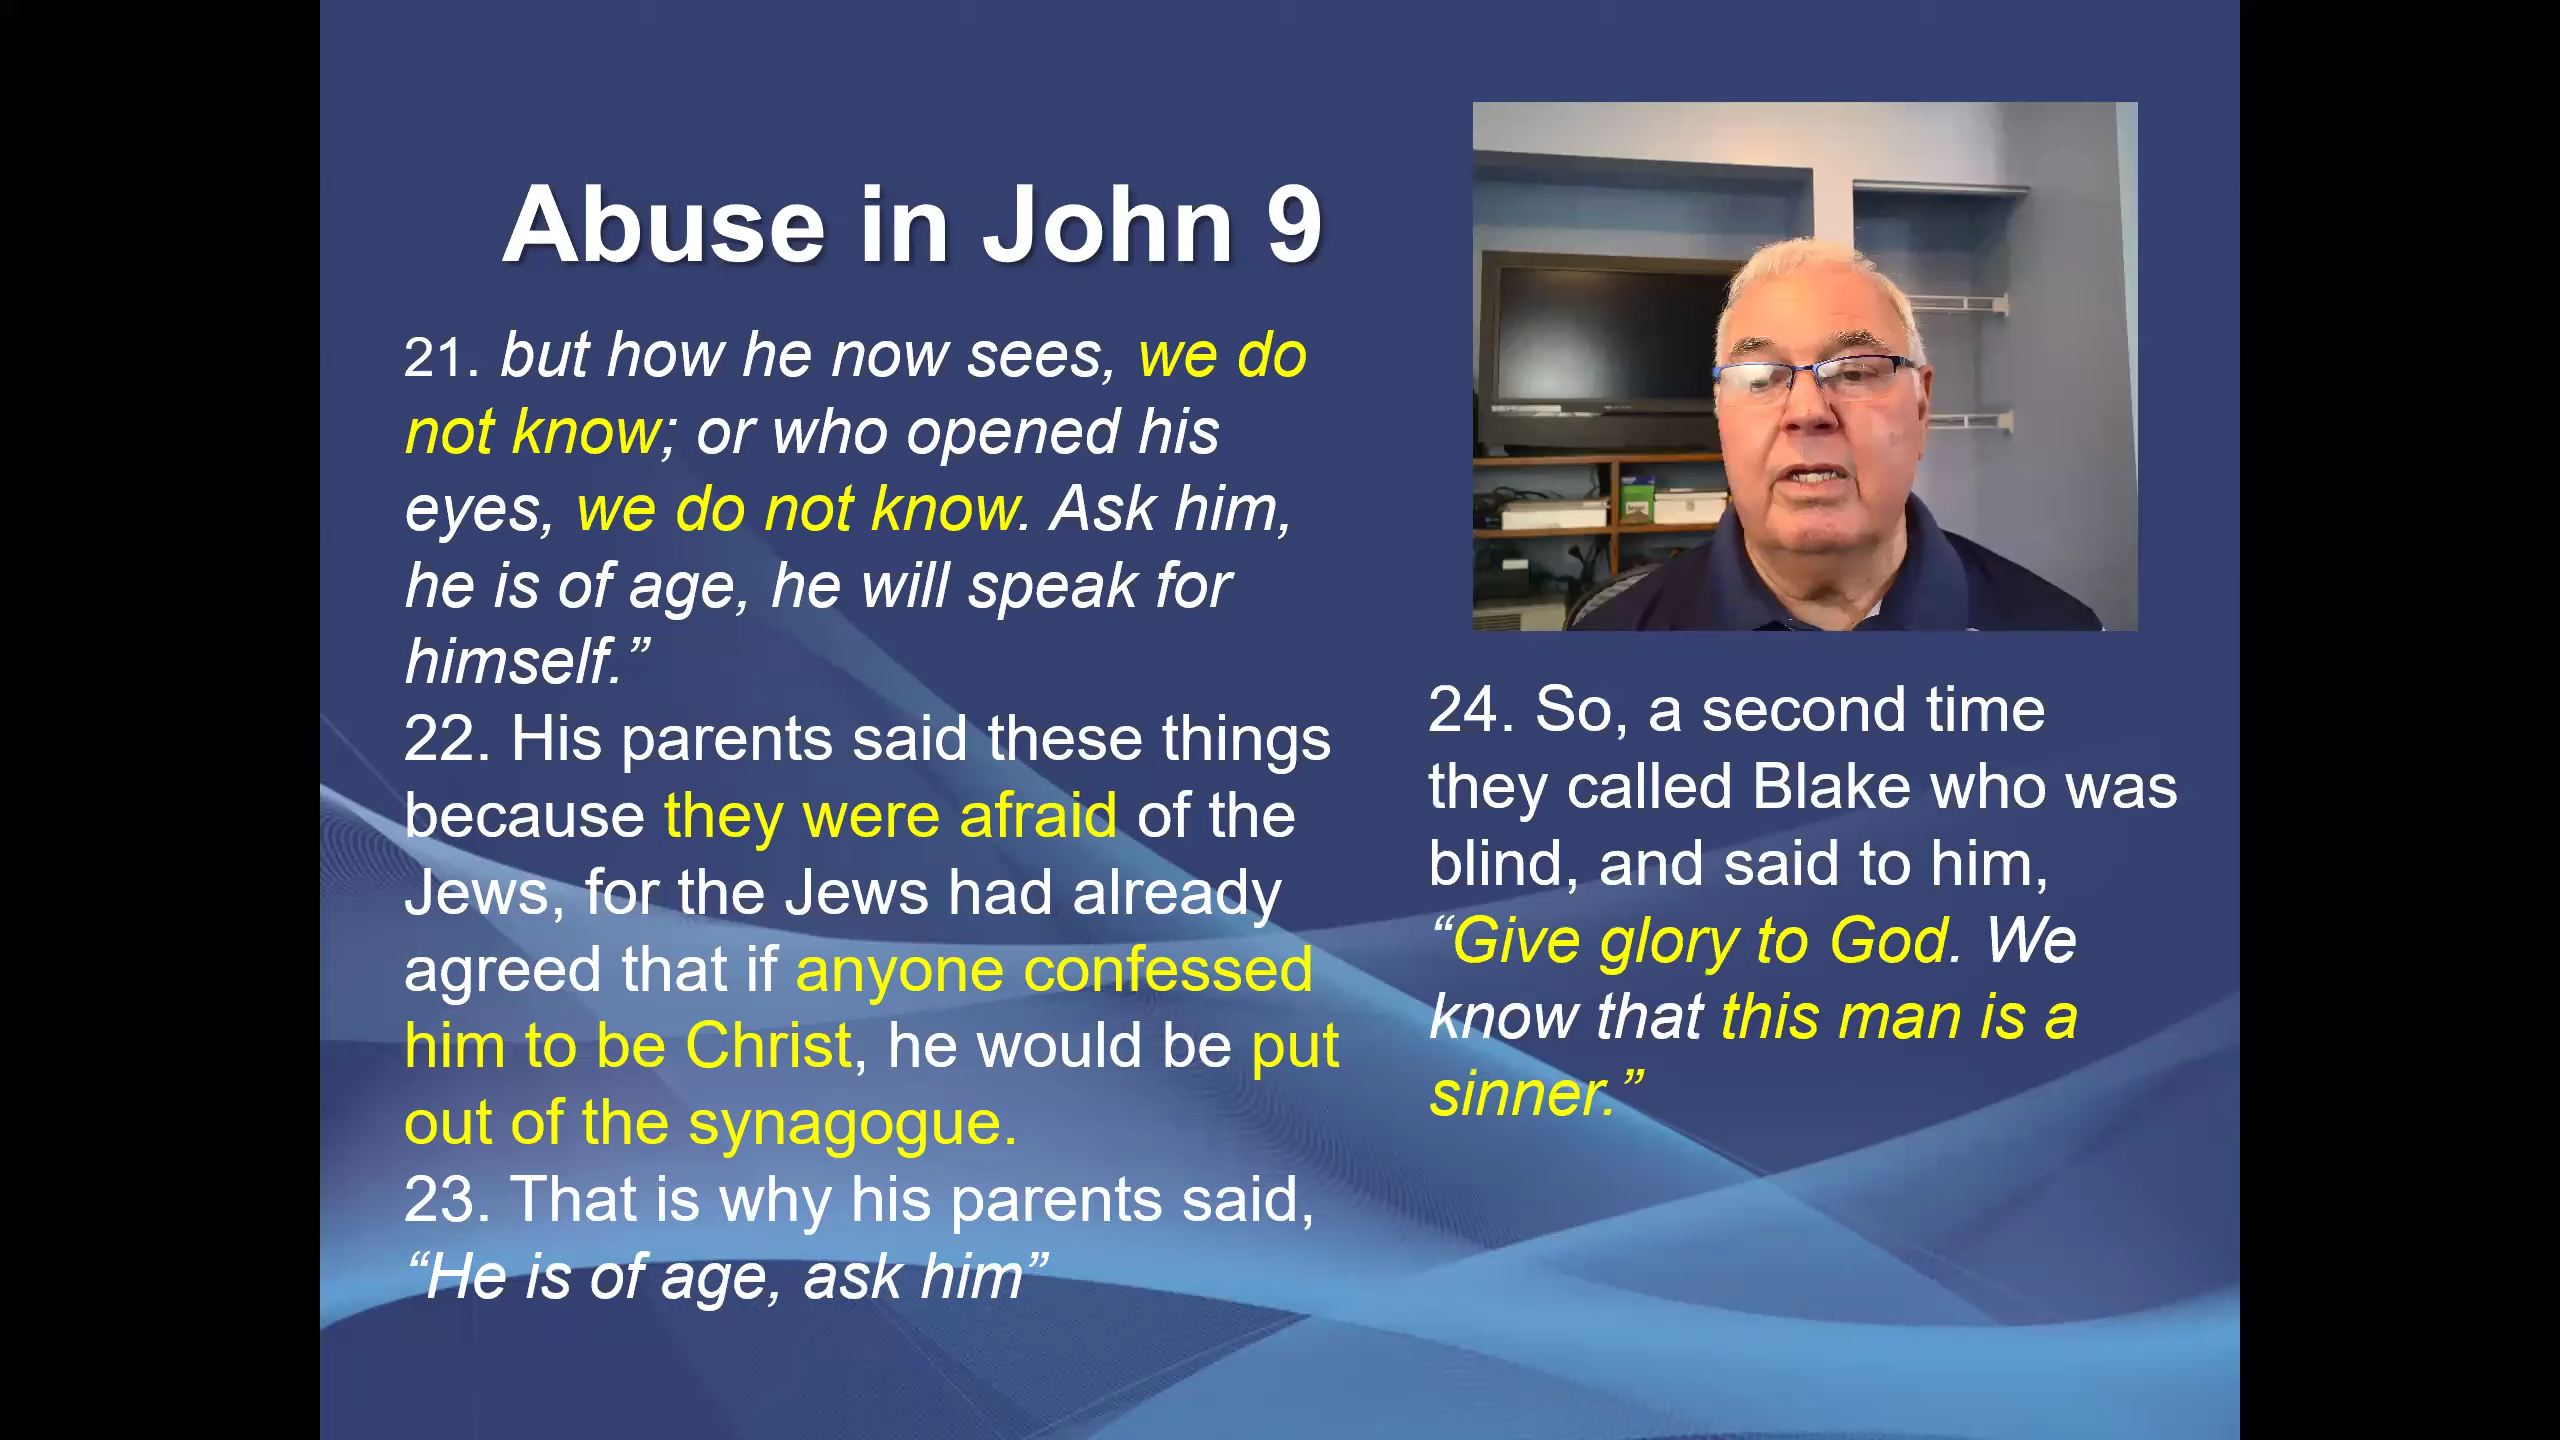 Abuse in John 9
21. but how he now sees, we do
not know; or who opened his
eyes, we do not know. Ask him,
he is of age, he will speak for
himself.”
22. His parents said these things
because they were afraid of the
Jews, for the Jews had already
agreed that if anyone confessed
him to be Christ, he would be put
out of the synagogue.
23. That is why his parents said,
“He is of age, ask him”
24. So, a second time
they called Blake who was
blind, and said to him,
“Give glory to God. We
know that this man is a
sinner.”